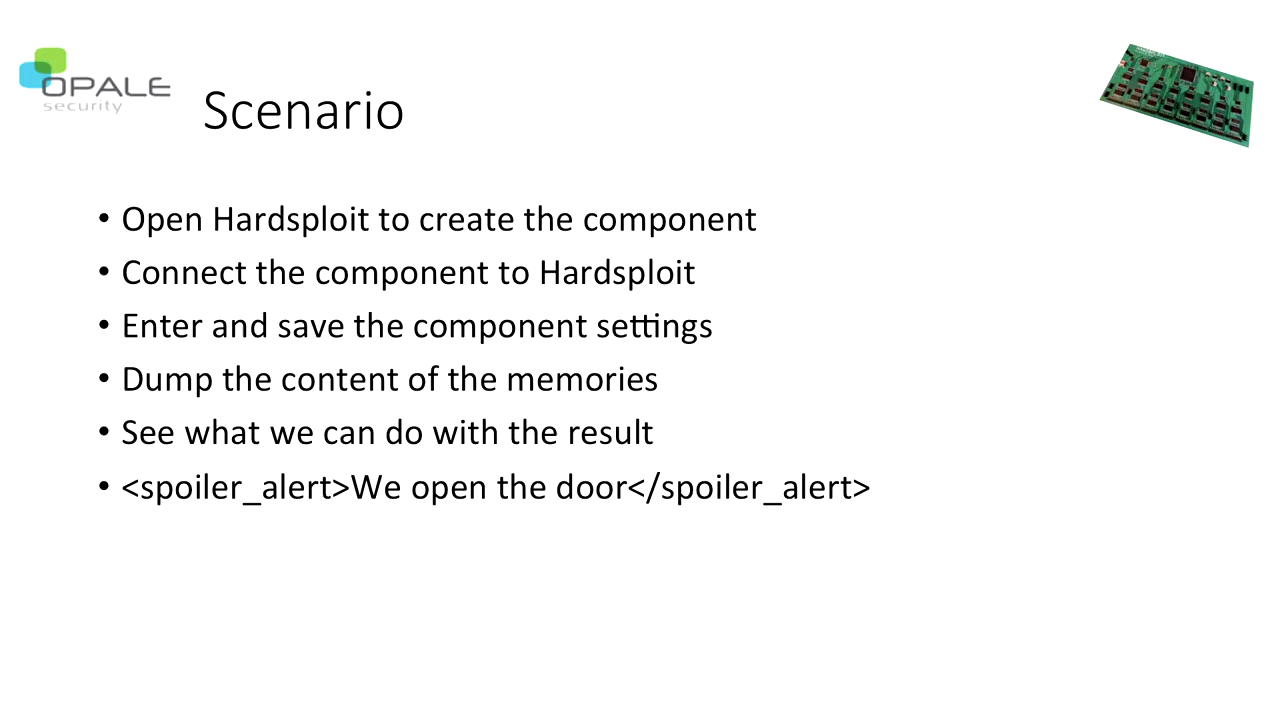 OPALE
security
Scenario
• Open Hardsploit to create the component
• Connect the component to Hardsploit
• Enter and save the component settings
• Dump the content of the memories
• See what we can do with the result
• <spoiler_alert>We open the door</spoiler_alert>